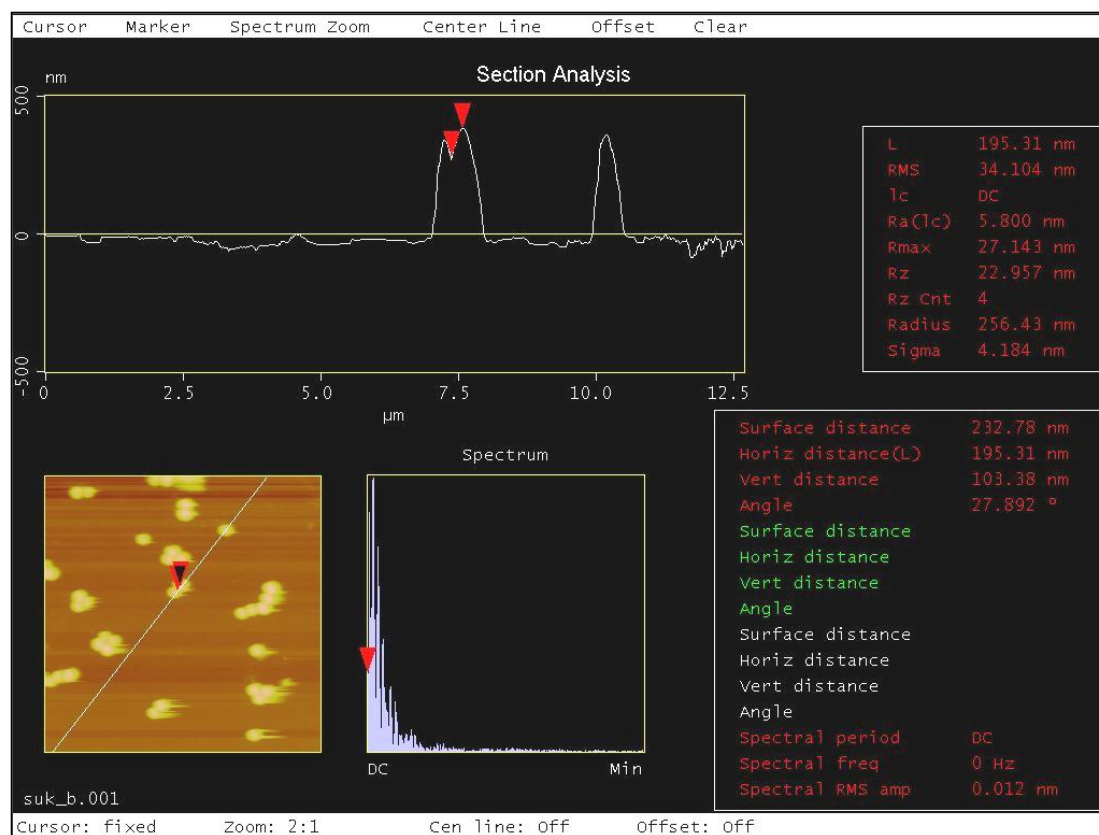 Cursor Marker Spectrum Zoom Center Line Offset Clear
Section Analysis
nm
500
0
-500
0 2.5 5.0 7.5 10.0 12.5
µm
L 195.31 nm
RMS 34.104 nm
lc DC
Ra(lc) 5.800 nm
Rmax 27.143 nm
Rz 22.957 nm
Rz Cnt 4
Radius 256.43 nm
Sigma 4.184 nm
Spectrum
DC Min
Surface distance 232.78 nm
Horiz distance(L) 195.31 nm
Vert distance 103.38 nm
Angle 27.892 º
Surface distance
Horiz distance
Vert distance
Angle
Surface distance
Horiz distance
Vert distance
Angle
Spectral period DC
Spectral freq 0 Hz
Spectral RMS amp 0.012 nm
suk_b.001
Cursor: fixed Zoom: 2:1 Cen line: Off Offset: Off